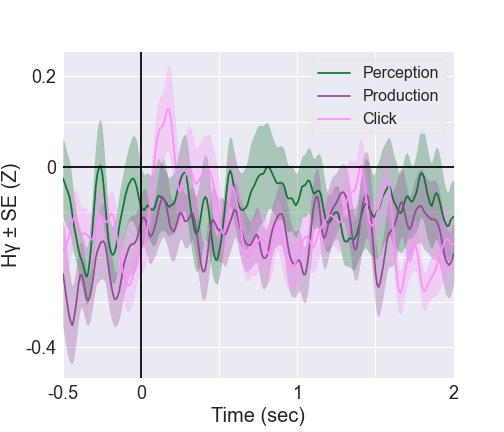 Perception
Production
Click
0.2
0
-0.4
Hγ ± SE (Z)
-0.5
0
1
2
Time (sec)